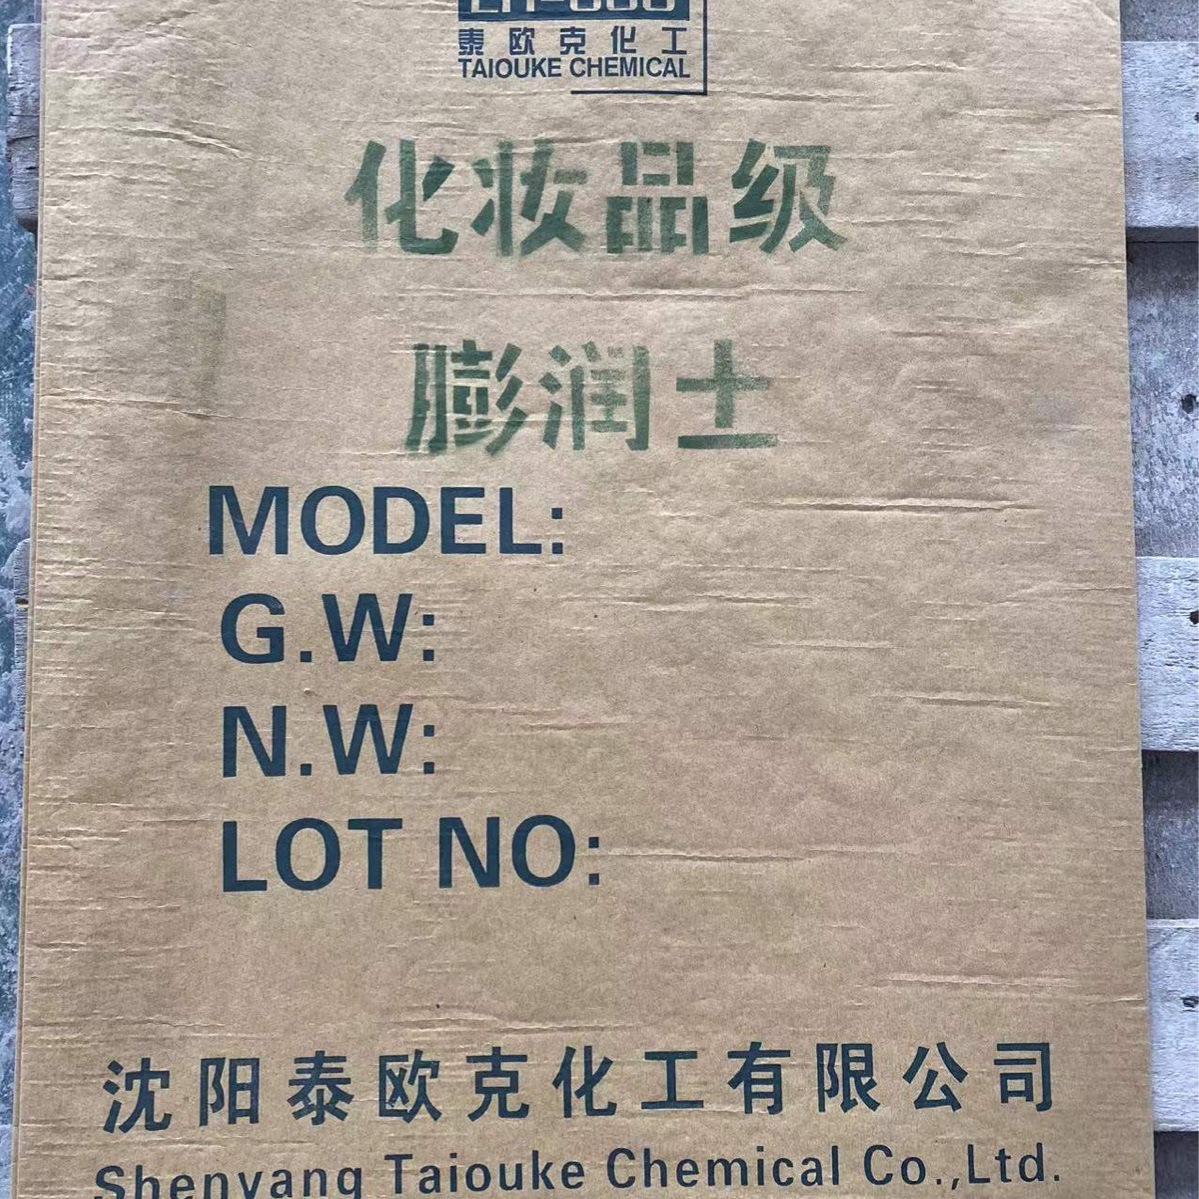 泰欧克化工
TAIOUKE CHEMICAL
化妆品级
膨润土
MODEL:
G.W:
N.W:
LOT NO:
沈阳泰欧克化工有限公司
Shenyang Taiouke Chemical Co.,Ltd.